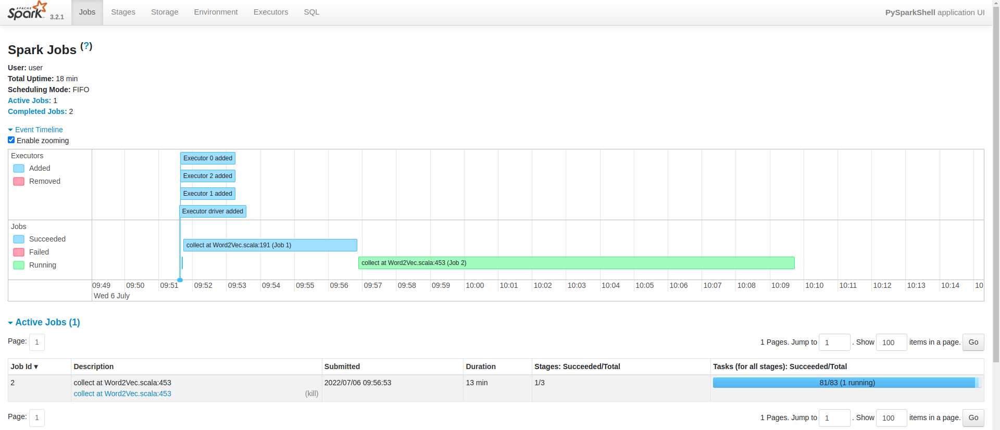 APACHE
Spark 3.2.1 Jobs Stages Storage Environment Executors SQL PySparkShell application UI
Spark Jobs (?)
User: user
Total Uptime: 18 min
Scheduling Mode: FIFO
Active Jobs: 1
Completed Jobs: 2
Event Timeline
Enable zooming
Executors
Added
Removed
Executor 0 added
Executor 2 added
Executor 1 added
Executor driver added
Jobs
Succeeded
Failed
Running
collect at Word2Vec.scala:191 (Job 1)
collect at Word2Vec.scala:453 (Job 2)
09:49 09:50 09:51 09:52 09:53 09:54 09:55 09:56 09:57 09:58 09:59 10:00 10:01 10:02 10:03 10:04 10:05 10:06 10:07 10:08 10:09 10:10 10:11 10:12 10:13 10:14 10
Wed 6 July
Active Jobs (1)
Page: 1 1 Pages. Jump to 1 . Show 100 items in a page. Go
Job Id ▾ Description Submitted Duration Stages: Succeeded/Total Tasks (for all stages): Succeeded/Total
2 collect at Word2Vec.scala:453 2022/07/06 09:56:53 13 min 1/3 81/83 (1 running)
collect at Word2Vec.scala:453 (kill)
Page: 1 1 Pages. Jump to 1 . Show 100 items in a page. Go